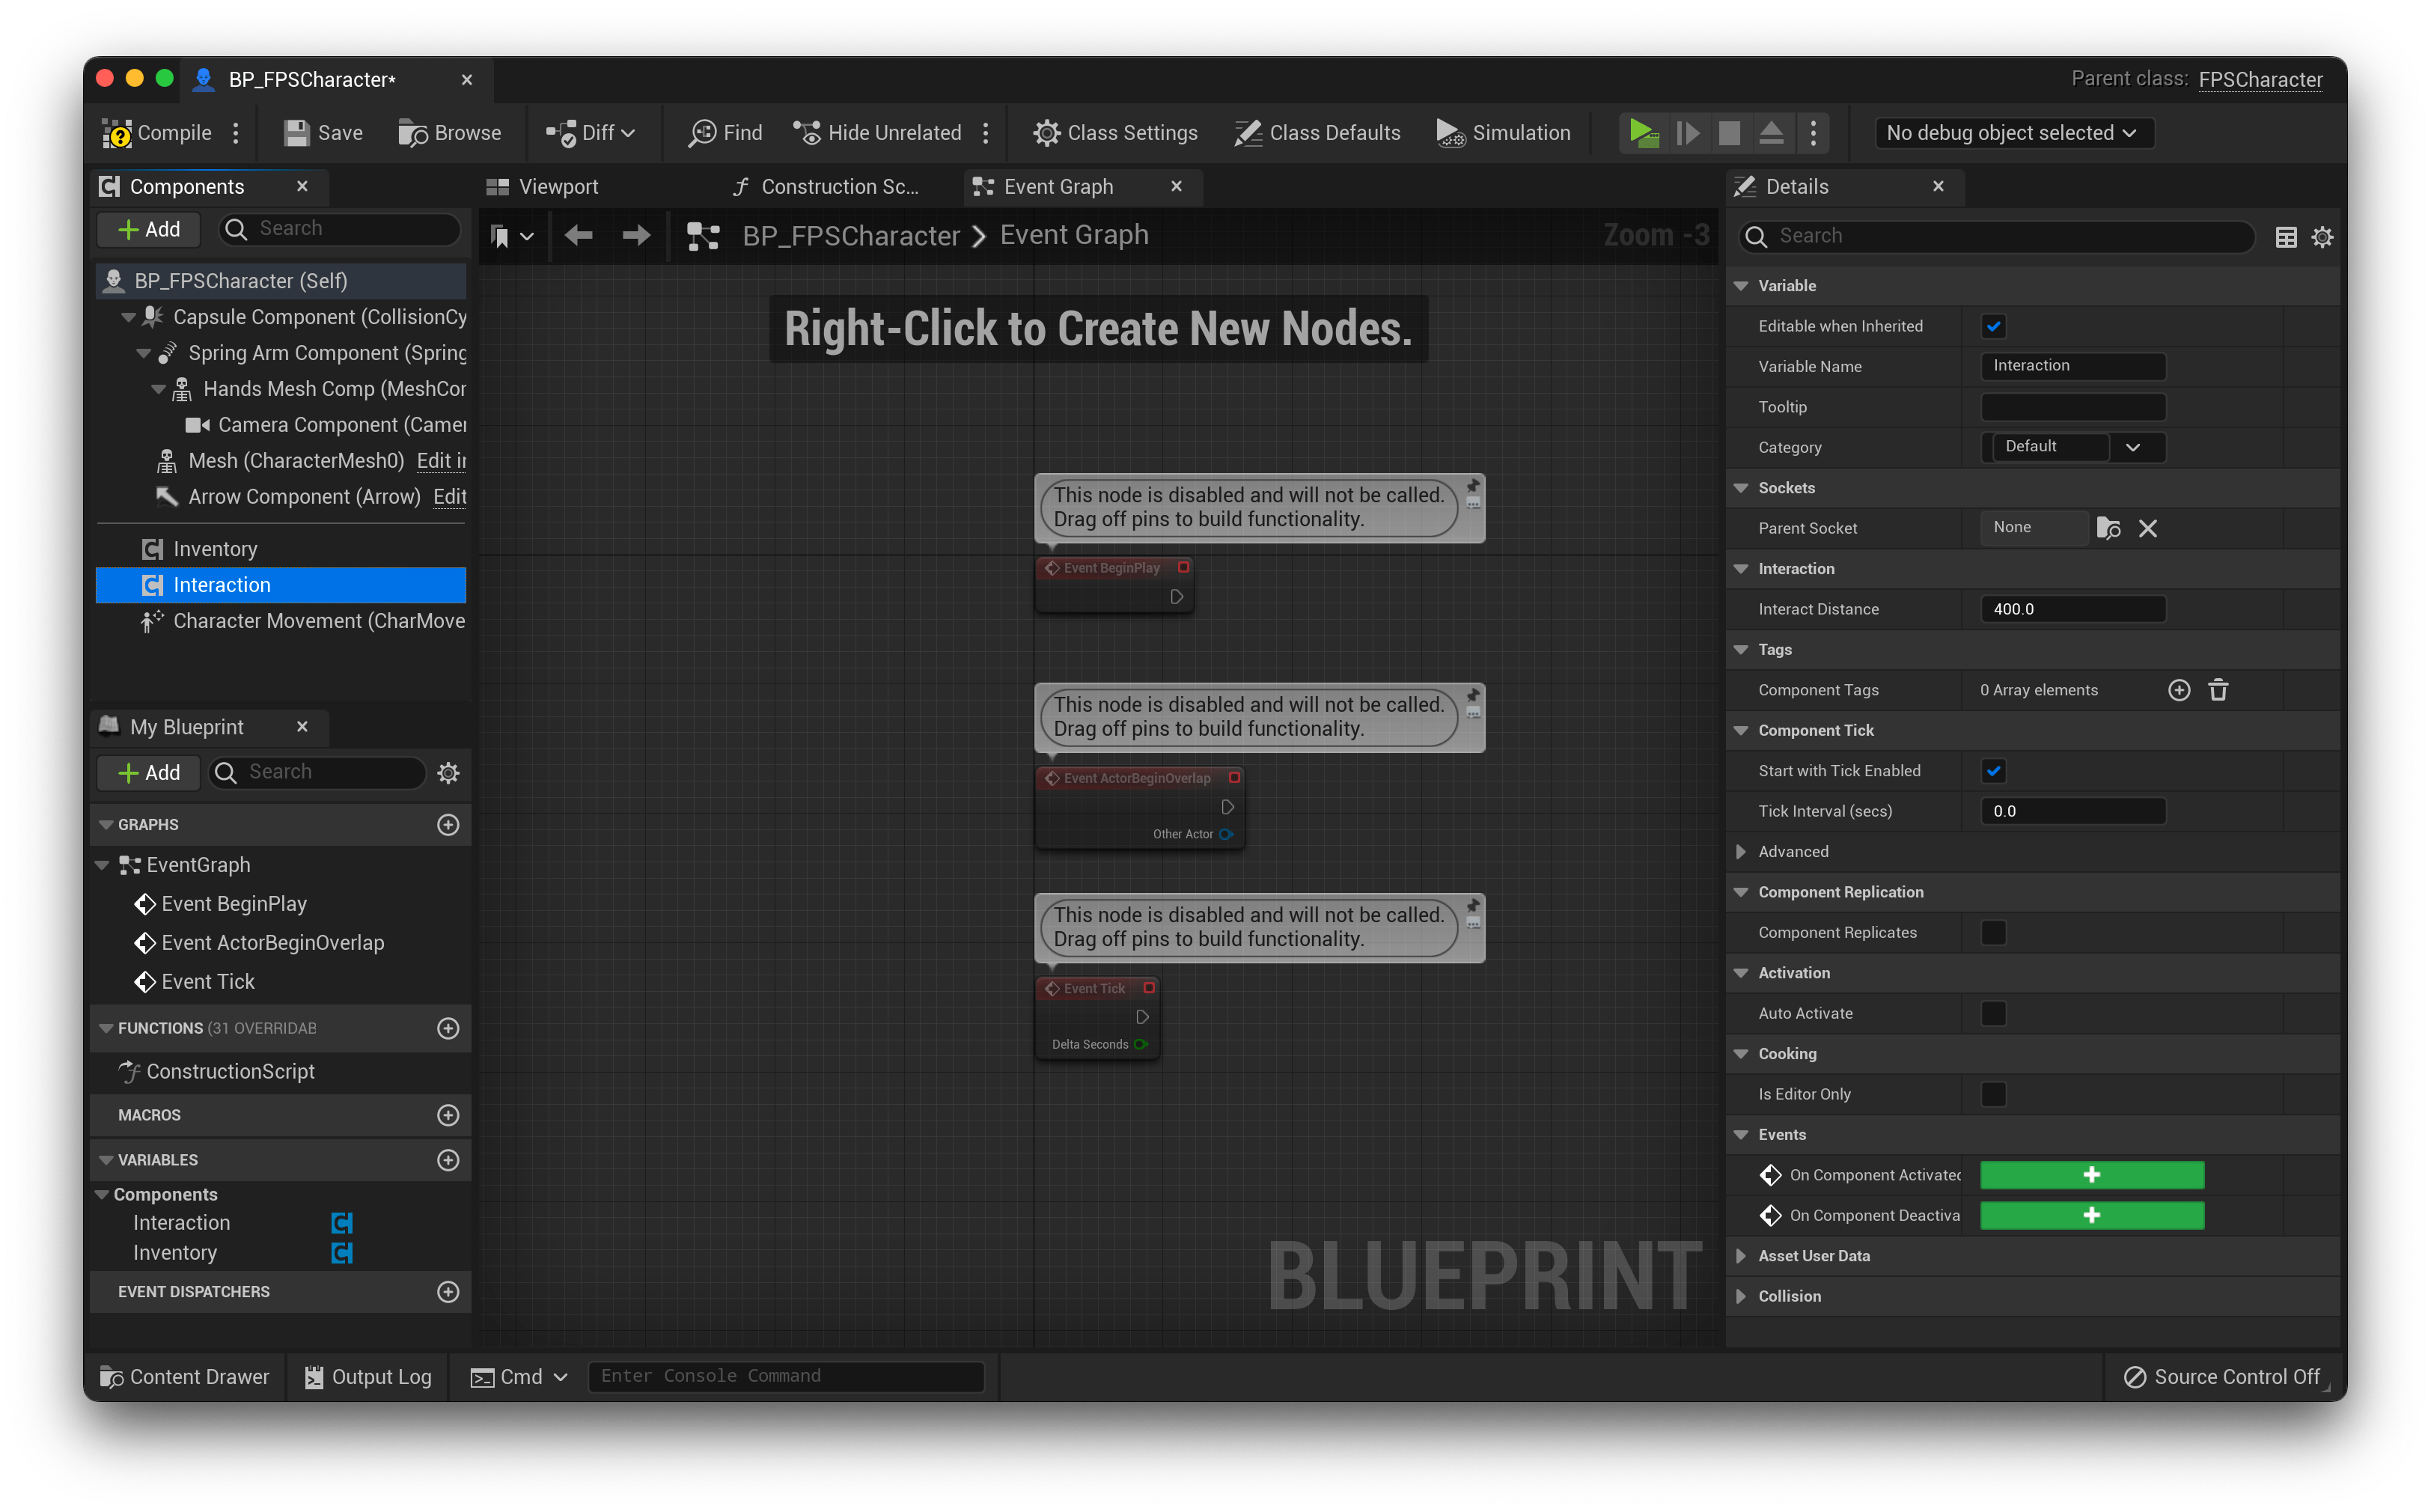 BP_FPSCharacter*
Parent class: FPSCharacter
Compile
Save
Browse
Diff
Find
Hide Unrelated
Class Settings
Class Defaults
Simulation
No debug object selected
Components
Add
Search
BP_FPSCharacter (Self)
Capsule Component (CollisionCy
Spring Arm Component (Spring
Hands Mesh Comp (MeshCor
Camera Component (Camer
Mesh (CharacterMesh0) Edit ir
Arrow Component (Arrow) Edit
Inventory
Interaction
Character Movement (CharMove
My Blueprint
Add
Search
GRAPHS
EventGraph
Event BeginPlay
Event ActorBeginOverlap
Event Tick
FUNCTIONS (31 OVERRIDAB
ConstructionScript
MACROS
VARIABLES
Components
Interaction
Inventory
EVENT DISPATCHERS
Viewport
Construction Sc...
Event Graph
BP_FPSCharacter > Event Graph
Zoom -3
Right-Click to Create New Nodes.
This node is disabled and will not be called.
Drag off pins to build functionality.
Event BeginPlay
This node is disabled and will not be called.
Drag off pins to build functionality.
Event ActorBeginOverlap
Other Actor
This node is disabled and will not be called.
Drag off pins to build functionality.
Event Tick
Delta Seconds
BLUEPRINT
Details
Search
Variable
Editable when Inherited
Variable Name
Interaction
Tooltip
Category
Default
Sockets
Parent Socket
None
Interaction
Interact Distance
400.0
Tags
Component Tags
0 Array elements
Component Tick
Start with Tick Enabled
Tick Interval (secs)
0.0
Advanced
Component Replication
Component Replicates
Activation
Auto Activate
Cooking
Is Editor Only
Events
On Component Activated
On Component Deactiva
Asset User Data
Collision
Content Drawer
Output Log
Cmd
Enter Console Command
Source Control Off